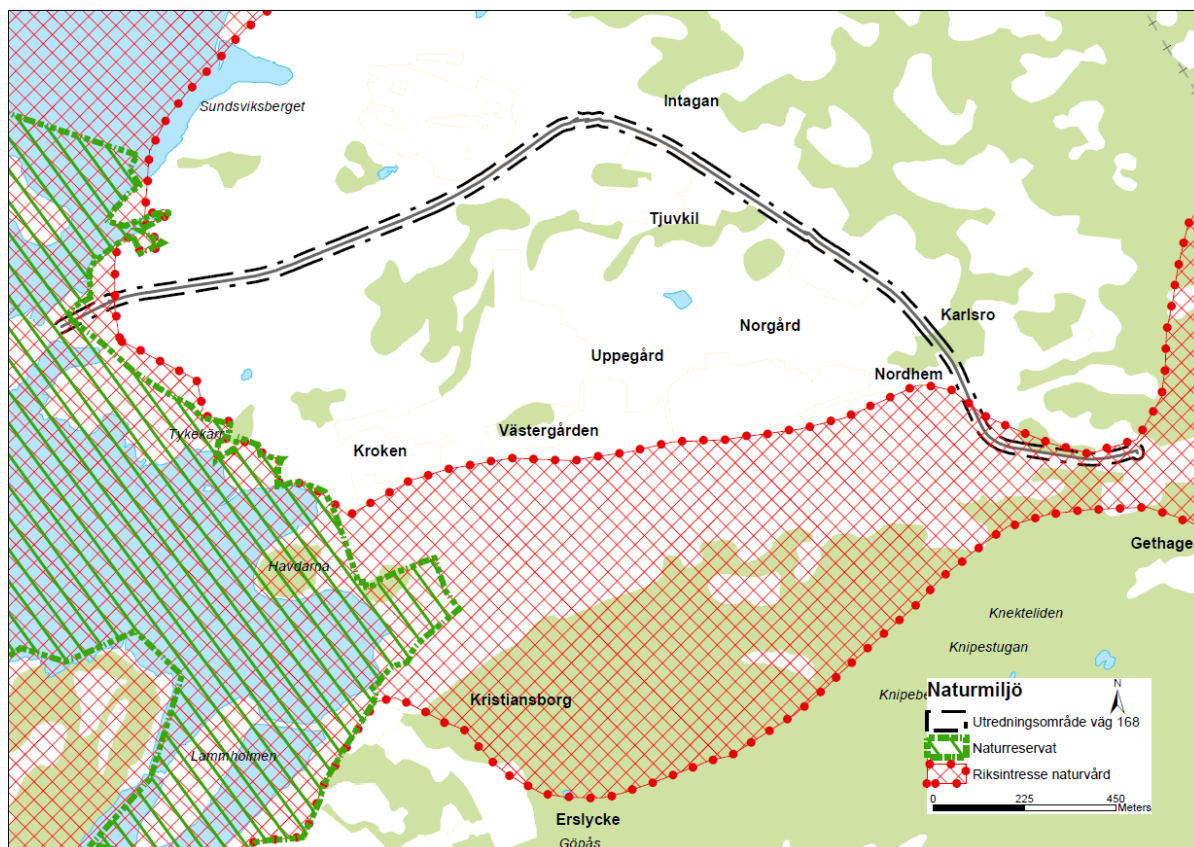 Intagan
Sundsviksberget
Tjuvkil
Karlsro
Norgård
Uppegård
Nordhem
Västergården
Tykekärr
Kroken
Gethage
Havdarna
Knekteliden
Knipestugan
Kristiansborg
Lammholmen
Erslycke
Göpås
Naturmiljö
N
Utredningsområde väg 168
Naturreservat
Riksintresse naturvård
0 225 450
Meters